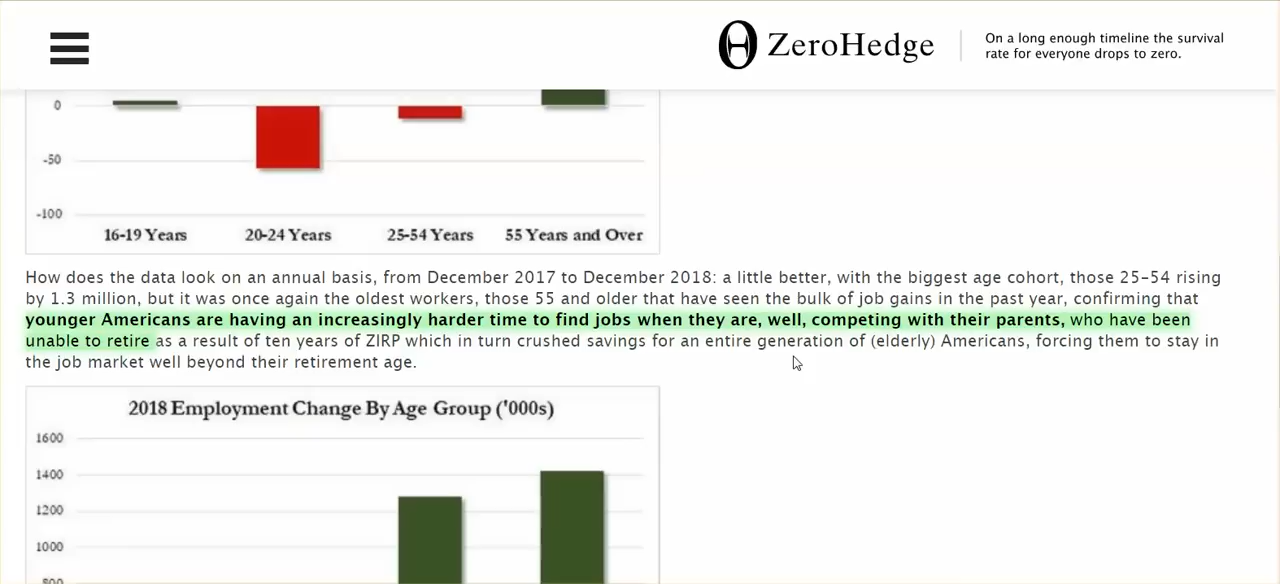 ZeroHedge
On a long enough timeline the survival
rate for everyone drops to zero.
0
-50
-100
16-19 Years 20-24 Years 25-54 Years 55 Years and Over
How does the data look on an annual basis, from December 2017 to December 2018: a little better, with the biggest age cohort, those 25–54 rising
by 1.3 million, but it was once again the oldest workers, those 55 and older that have seen the bulk of job gains in the past year, confirming that
younger Americans are having an increasingly harder time to find jobs when they are, well, competing with their parents, who have been
unable to retire as a result of ten years of ZIRP which in turn crushed savings for an entire generation of (elderly) Americans, forcing them to stay in
the job market well beyond their retirement age.
2018 Employment Change By Age Group ('000s)
1600
1400
1200
1000
800